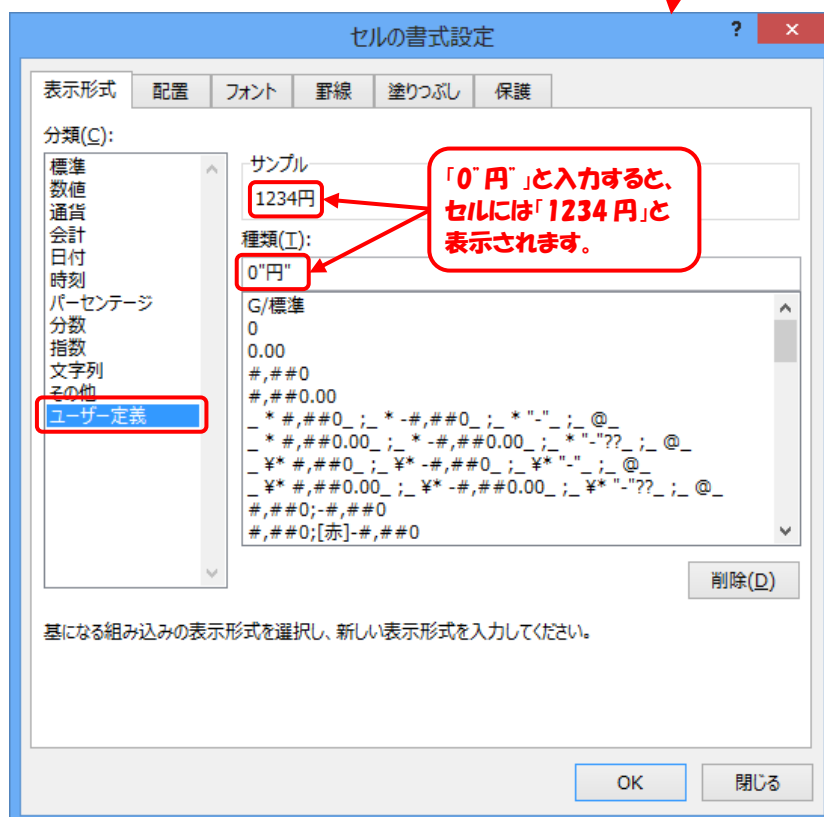 セルの書式設定
? ×
表示形式 配置 フォント 罫線 塗りつぶし 保護
分類(C):
標準
数値
通貨
会計
日付
時刻
パーセンテージ
分数
指数
文字列
その他
ユーザー定義
サンプル
1234円
「0"円"」と入力すると、
セルには「1234円」と
表示されます。
種類(T):
0"円"
G/標準
0
0.00
#,##0
#,##0.00
_ * #,##0_ ;_ * -#,##0_ ;_ * "-"_ ;_ @_
_ * #,##0.00_ ;_ * -#,##0.00_ ;_ * "-"??_ ;_ @_
_ ¥* #,##0_ ;_ ¥* -#,##0_ ;_ ¥* "-"_ ;_ @_
_ ¥* #,##0.00_ ;_ ¥* -#,##0.00_ ;_ ¥* "-"??_ ;_ @_
#,##0;-#,##0
#,##0;[赤]-#,##0
削除(D)
基になる組み込みの表示形式を選択し、新しい表示形式を入力してください。
OK 閉じる